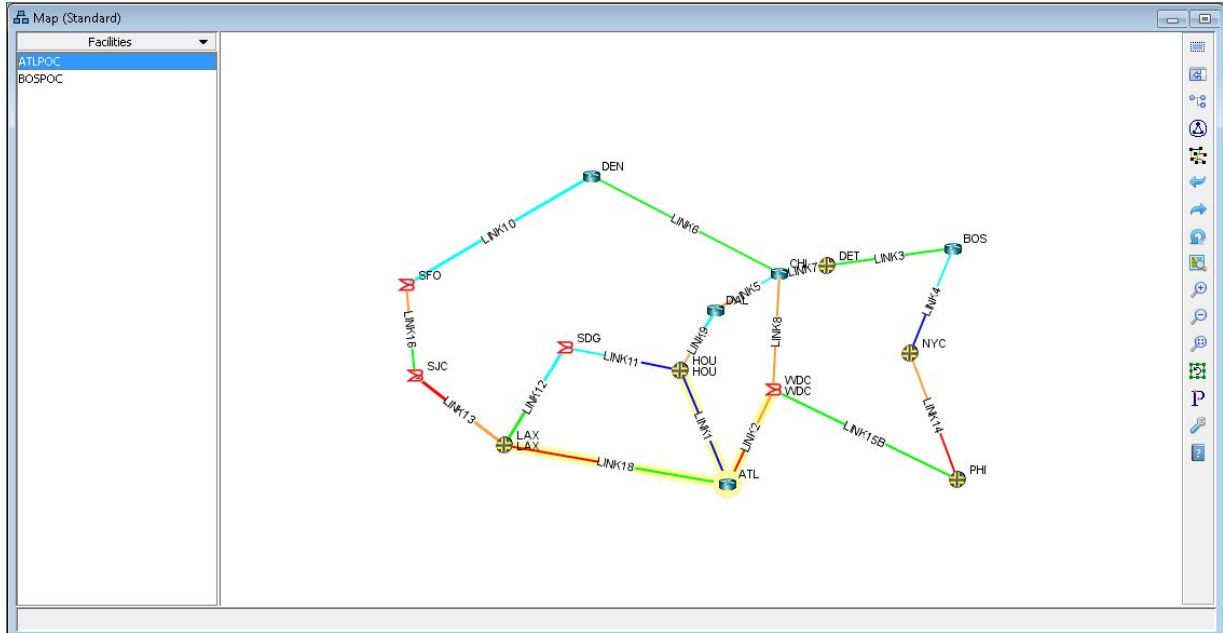 Map (Standard)
Facilities
ATLPOC
BOSPOC
DEN
LINK10
LINK6
BOS
DET
LINK3
CHI
LINK7
SFO
LINK5
LINK4
DAL
LINK16
LINK8
LINK9
SDG
NYC
LINK11
HOU
HOU
SJC
WDC
WDC
LINK12
LINK13
LINK1
LINK2
LINK14
LINK15B
LAX
LAX
LINK18
ATL
PHI
P
?